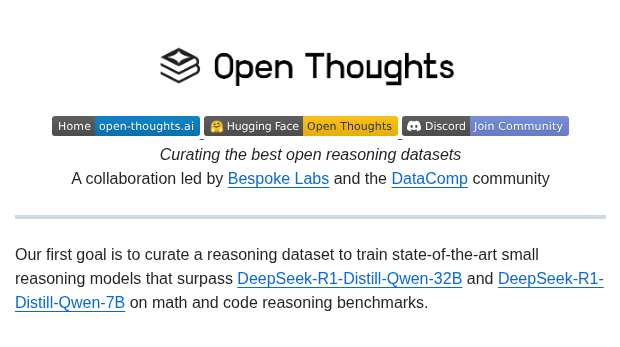 Open Thoughts
Home open-thoughts.ai Hugging Face Open Thoughts Discord Join Community
Curating the best open reasoning datasets
A collaboration led by Bespoke Labs and the DataComp community
Our first goal is to curate a reasoning dataset to train state-of-the-art small
reasoning models that surpass DeepSeek-R1-Distill-Qwen-32B and DeepSeek-R1-
Distill-Qwen-7B on math and code reasoning benchmarks.